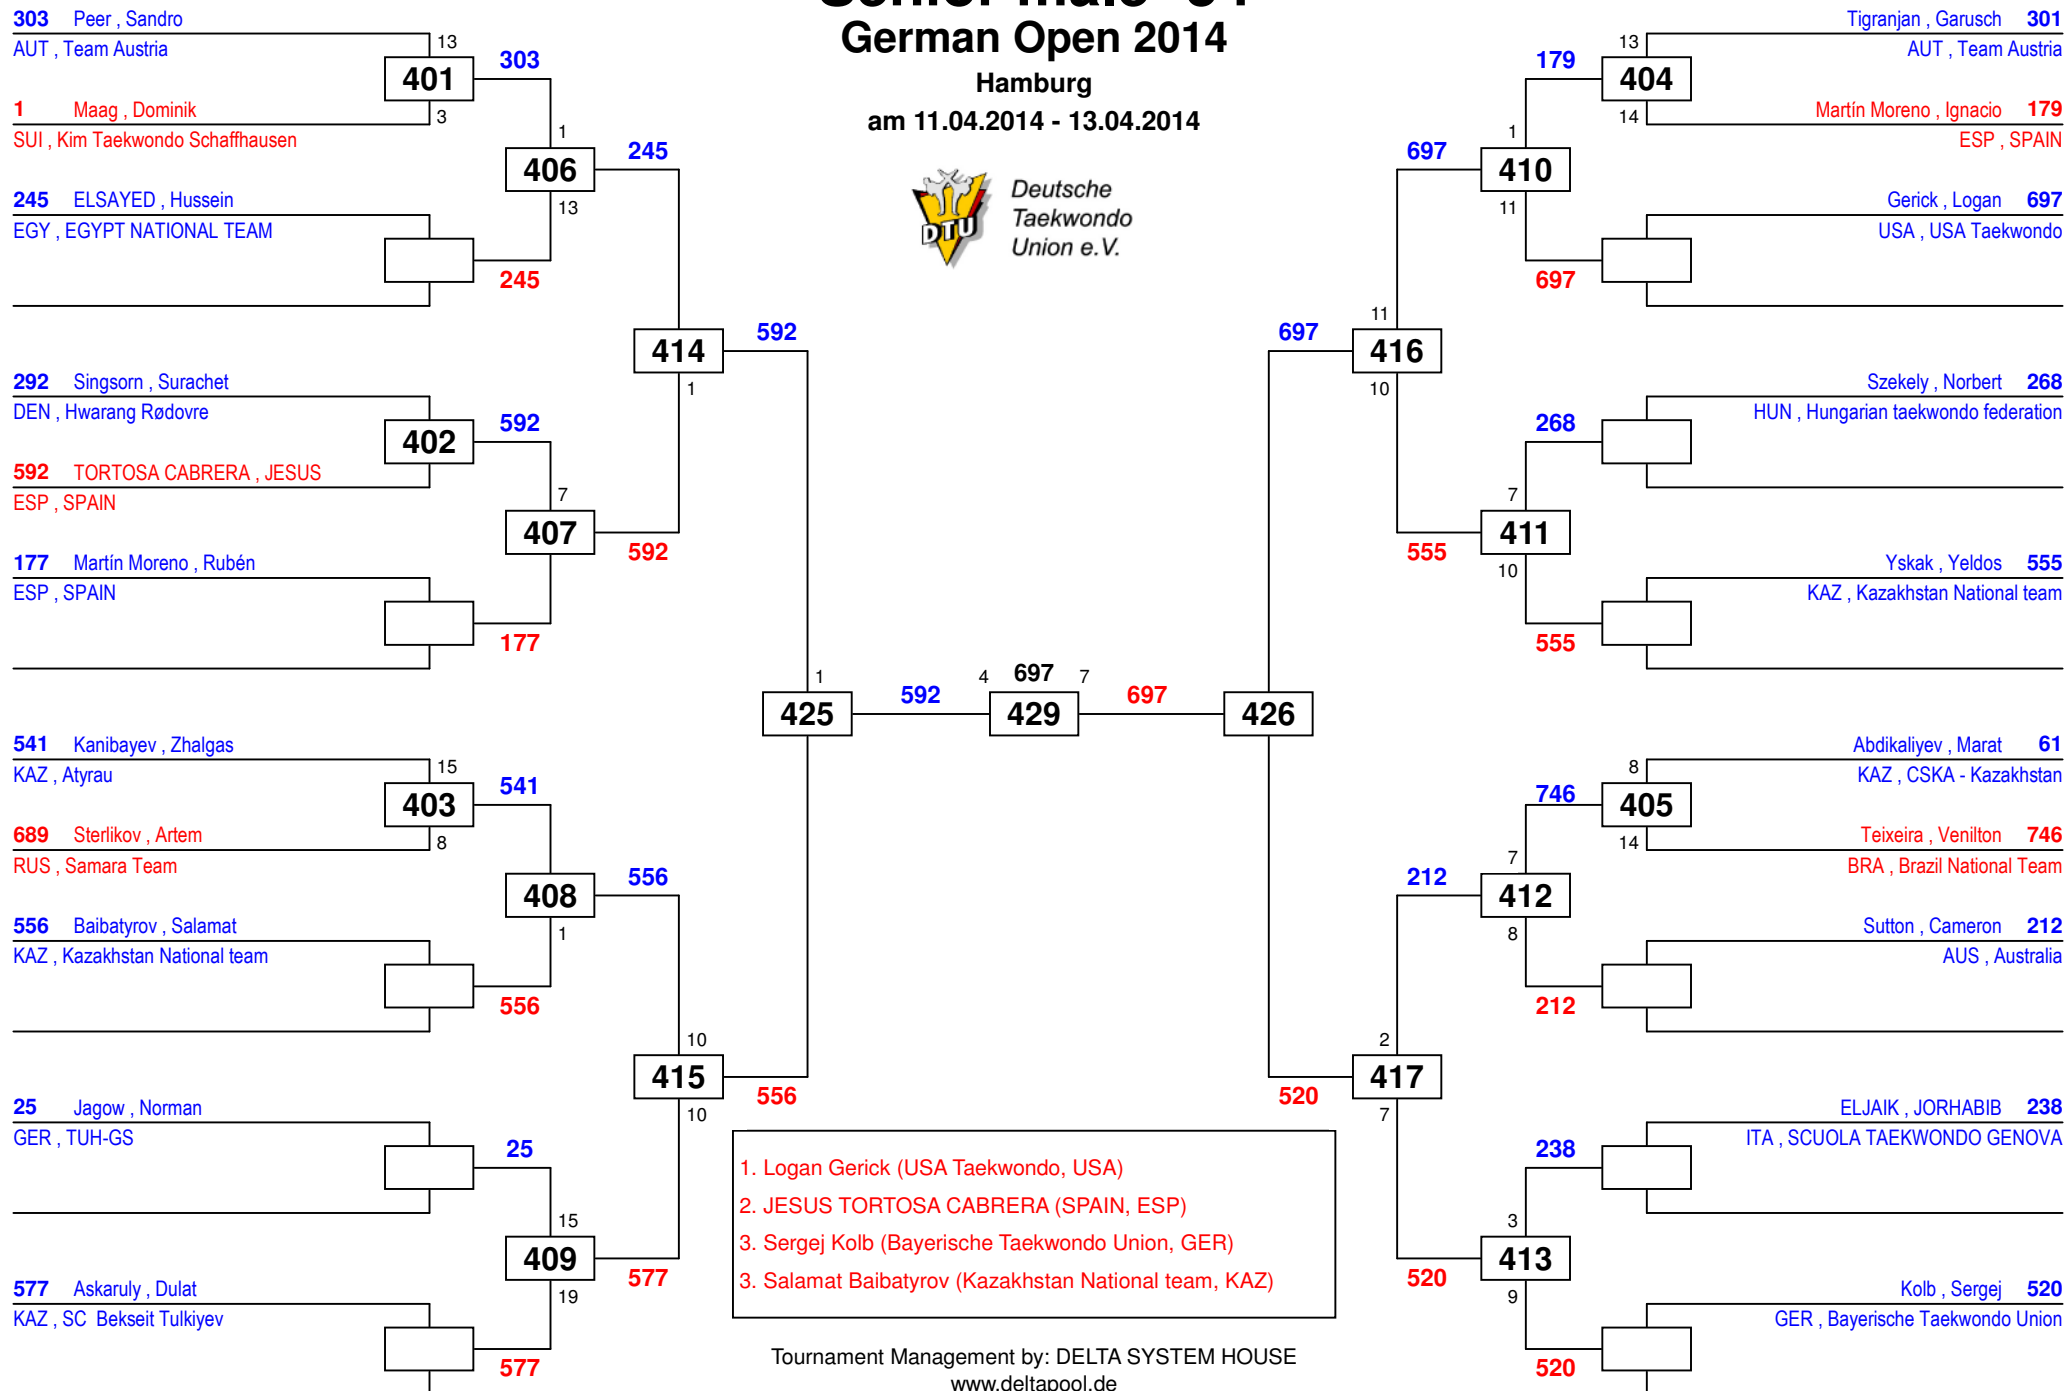 German Open 2014
Hamburg
am 11.04.2014 - 13.04.2014
DTU
Deutsche
Taekwondo
Union e.V.
303 Peer , Sandro
AUT , Team Austria
13
401
303
1 Maag , Dominik
3
SUI , Kim Taekwondo Schaffhausen
1
406
245
245 ELSAYED , Hussein
13
EGY , EGYPT NATIONAL TEAM
245
414
592
1
292 Singsorn , Surachet
DEN , Hwarang Rødovre
402
592
592 TORTOSA CABRERA , JESUS
ESP , SPAIN
7
407
592
177 Martín Moreno , Rubén
ESP , SPAIN
177
1
425
592
4 697 7
429
697
426
541 Kanibayev , Zhalgas
KAZ , Atyrau
15
403
541
689 Sterlikov , Artem
8
RUS , Samara Team
408
556
556 Baibatyrov , Salamat
1
KAZ , Kazakhstan National team
556
10
415
556
10
25 Jagow , Norman
GER , TUH-GS
25
15
409
577
19
577 Askaruly , Dulat
KAZ , SC Bekseit Tulkiyev
577
Tigranjan , Garusch 301
AUT , Team Austria
13
179
404
Martín Moreno , Ignacio 179
14
ESP , SPAIN
1
697
410
11
Gerick , Logan 697
USA , USA Taekwondo
697
11
697
416
10
Szekely , Norbert 268
HUN , Hungarian taekwondo federation
268
7
411
555
10
Yskak , Yeldos 555
KAZ , Kazakhstan National team
555
Abdikaliyev , Marat 61
8
KAZ , CSKA - Kazakhstan
746
405
Teixeira , Venilton 746
14
BRA , Brazil National Team
7
212
412
8
Sutton , Cameron 212
AUS , Australia
212
2
417
520
7
ELJAIK , JORHABIB 238
ITA , SCUOLA TAEKWONDO GENOVA
238
3
413
520
9
Kolb , Sergej 520
GER , Bayerische Taekwondo Union
520
1. Logan Gerick (USA Taekwondo, USA)
2. JESUS TORTOSA CABRERA (SPAIN, ESP)
3. Sergej Kolb (Bayerische Taekwondo Union, GER)
3. Salamat Baibatyrov (Kazakhstan National team, KAZ)
Tournament Management by: DELTA SYSTEM HOUSE
www.deltapool.de